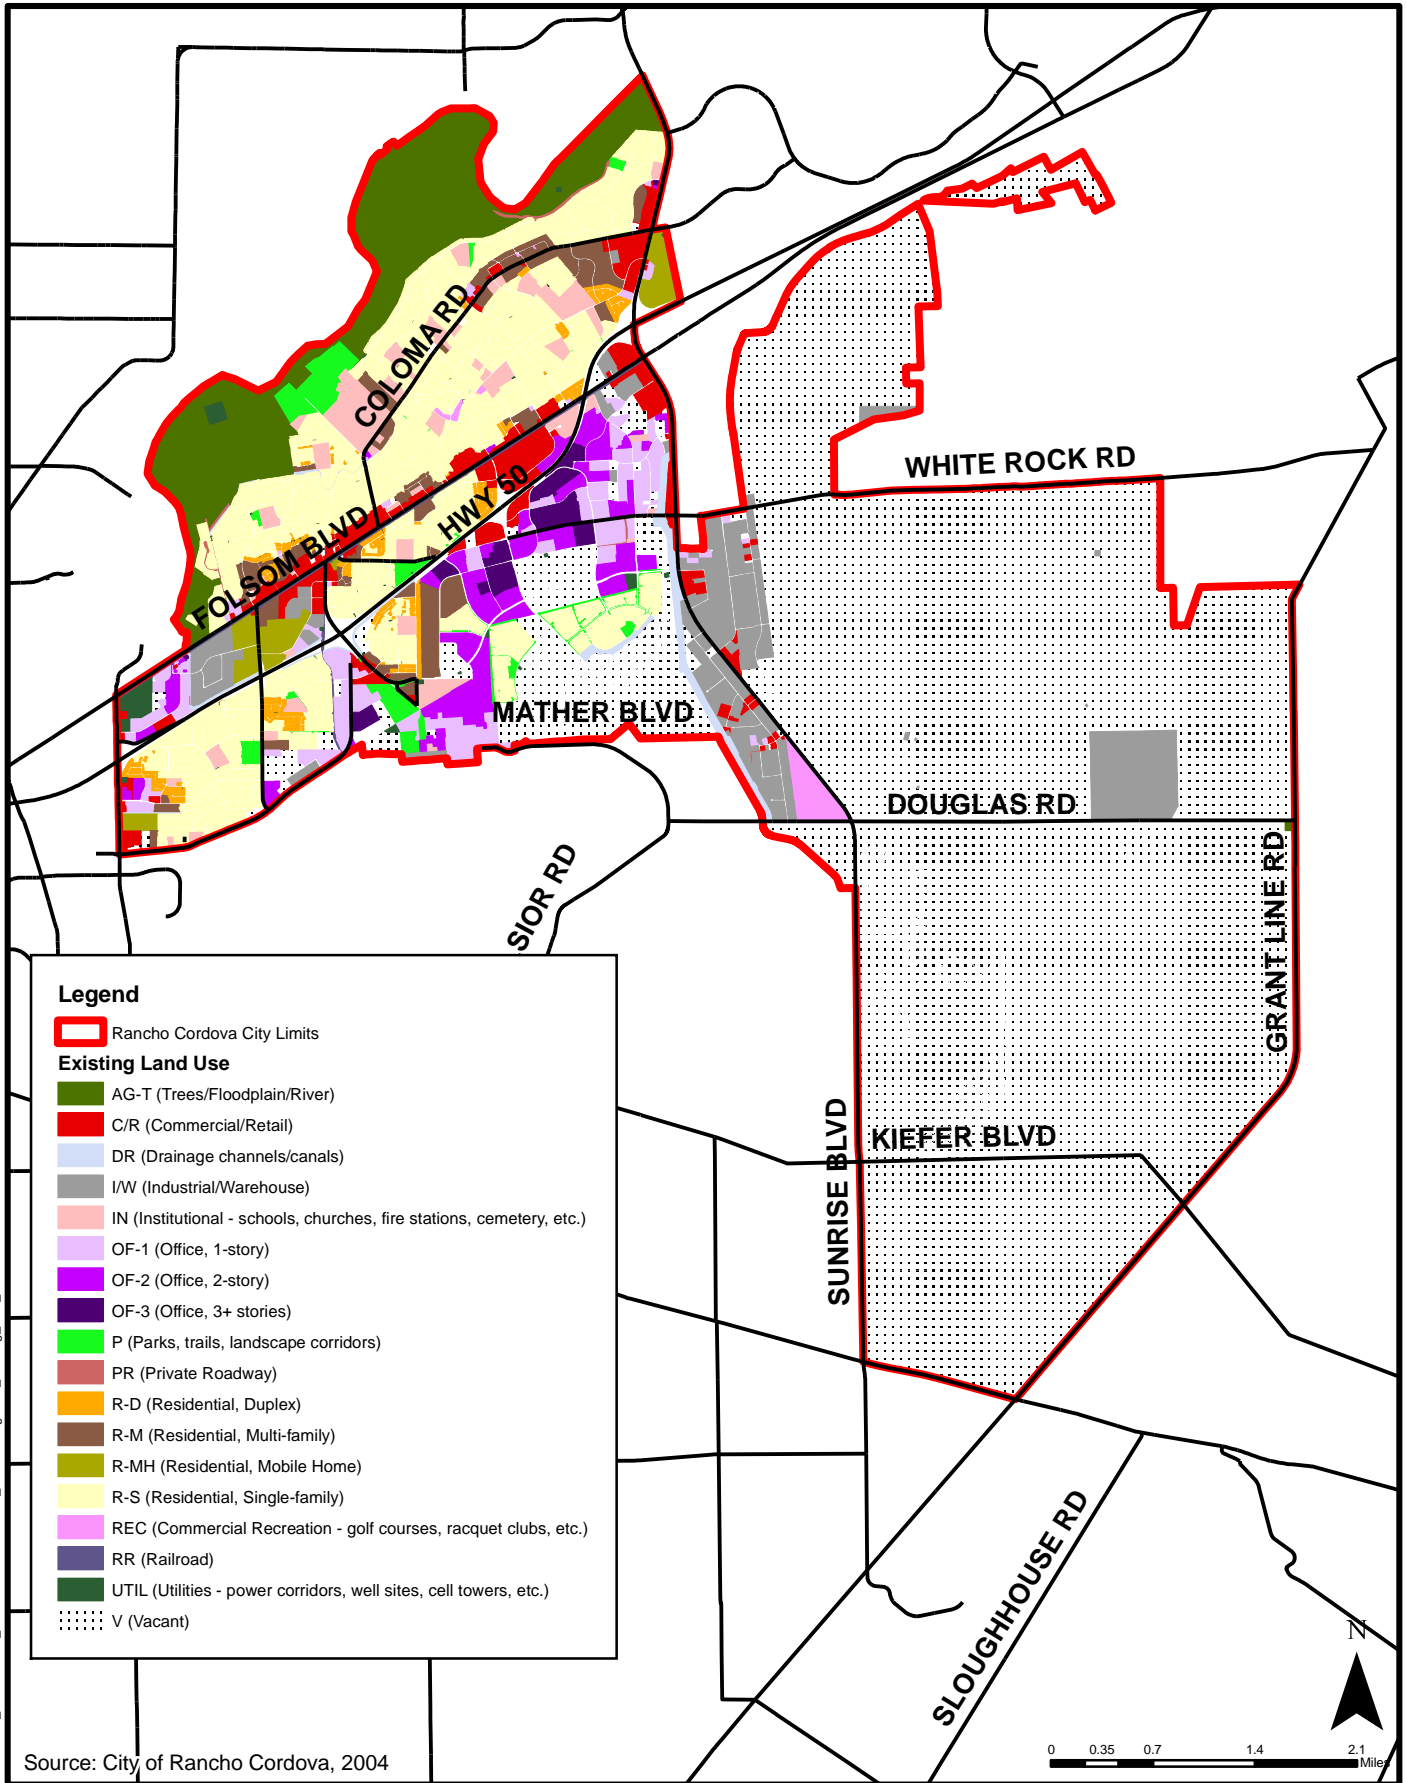 COLOMA RD
WHITE ROCK RD
HWY 50
FOLSOM BLVD
MATHER BLVD
DOUGLAS RD
GRANT LINE RD
SIOR RD
KIEFER BLVD
SUNRISE BLVD
SLOUGHHOUSE RD
Legend
Rancho Cordova City Limits
Existing Land Use
AG-T (Trees/Floodplain/River)
C/R (Commercial/Retail)
DR (Drainage channels/canals)
I/W (Industrial/Warehouse)
IN (Institutional - schools, churches, fire stations, cemetery, etc.)
OF-1 (Office, 1-story)
OF-2 (Office, 2-story)
OF-3 (Office, 3+ stories)
P (Parks, trails, landscape corridors)
PR (Private Roadway)
R-D (Residential, Duplex)
R-M (Residential, Multi-family)
R-MH (Residential, Mobile Home)
R-S (Residential, Single-family)
REC (Commercial Recreation - golf courses, racquet clubs, etc.)
RR (Railroad)
UTIL (Utilities - power corridors, well sites, cell towers, etc.)
V (Vacant)
N
0 0.35 0.7 1.4 2.1
Miles
Source: City of Rancho Cordova, 2004